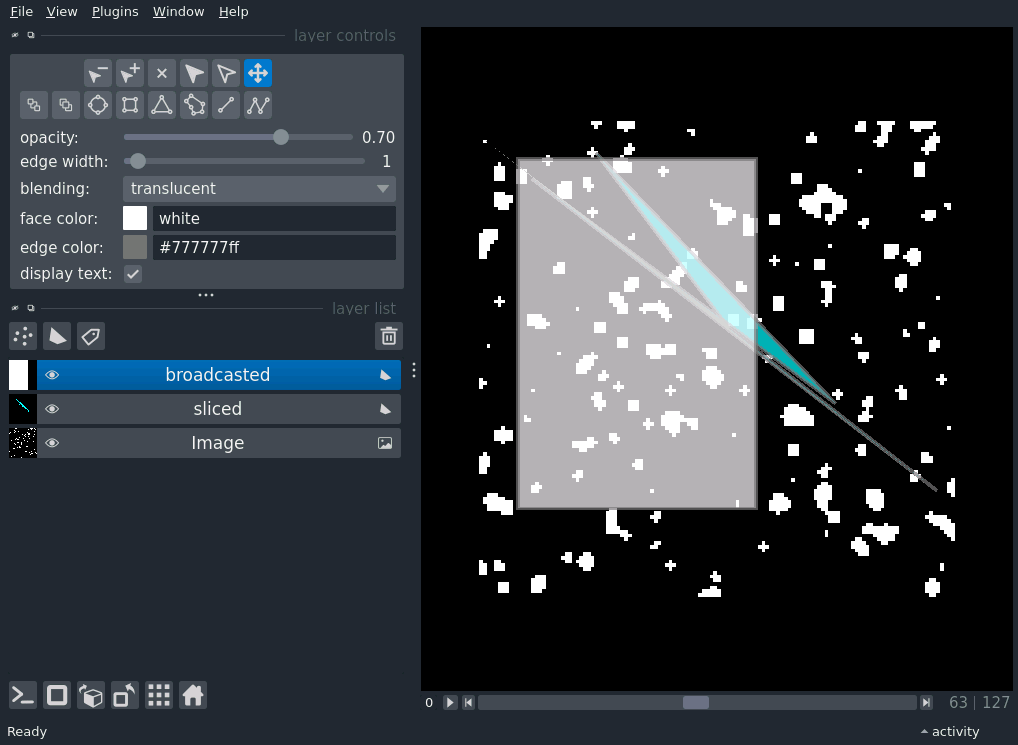 File View Plugins Window Help
layer controls
opacity: 0.70
edge width: 1
blending: translucent
face color: white
edge color: #777777ff
display text:
layer list
broadcasted
sliced
Image
0 63 | 127
Ready activity